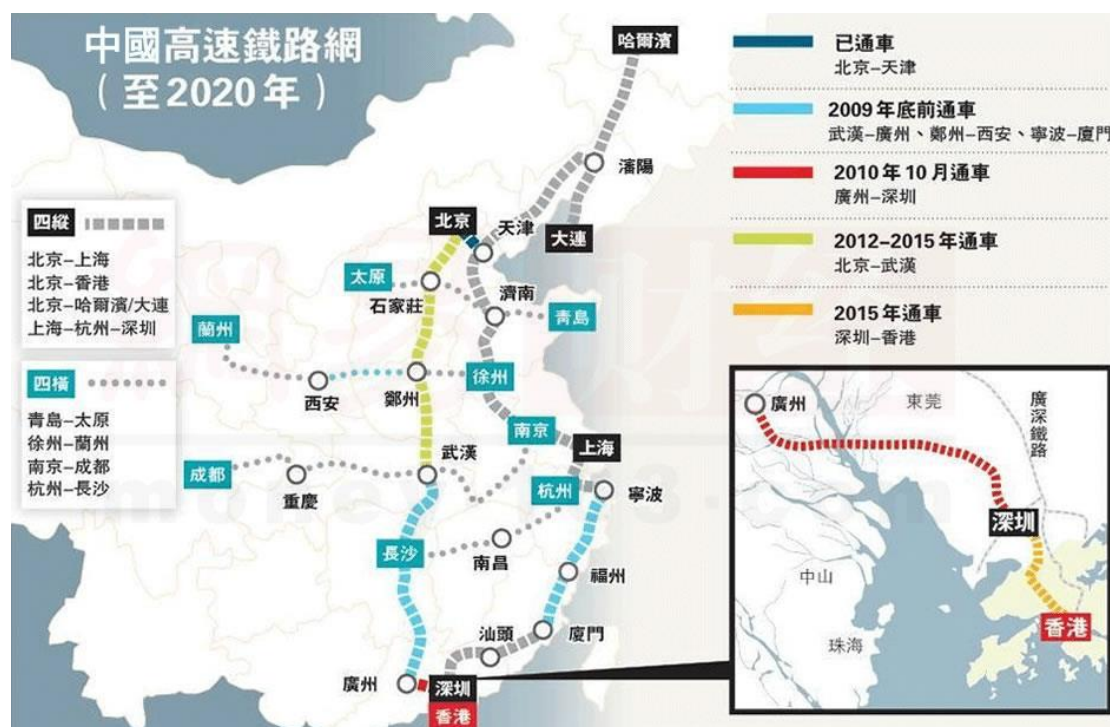 中國高速鐵路網
（至2020年）
已通車
北京–天津
2009年底前通車
武漢–廣州、鄭州–西安、寧波–廈門
2010年10月通車
廣州–深圳
2012–2015年通車
北京–武漢
2015年通車
深圳–香港
四縱
北京–上海
北京–香港
北京–哈爾濱/大連
上海–杭州–深圳
四橫
青島–太原
徐州–蘭州
南京–成都
杭州–長沙
哈爾濱
瀋陽
北京
天津
大連
太原
石家莊
濟南
青島
蘭州
西安
鄭州
徐州
南京
成都
重慶
武漢
上海
杭州
寧波
長沙
南昌
福州
汕頭
廈門
廣州
深圳
香港
廣州
東莞
廣深鐵路
深圳
中山
珠海
香港